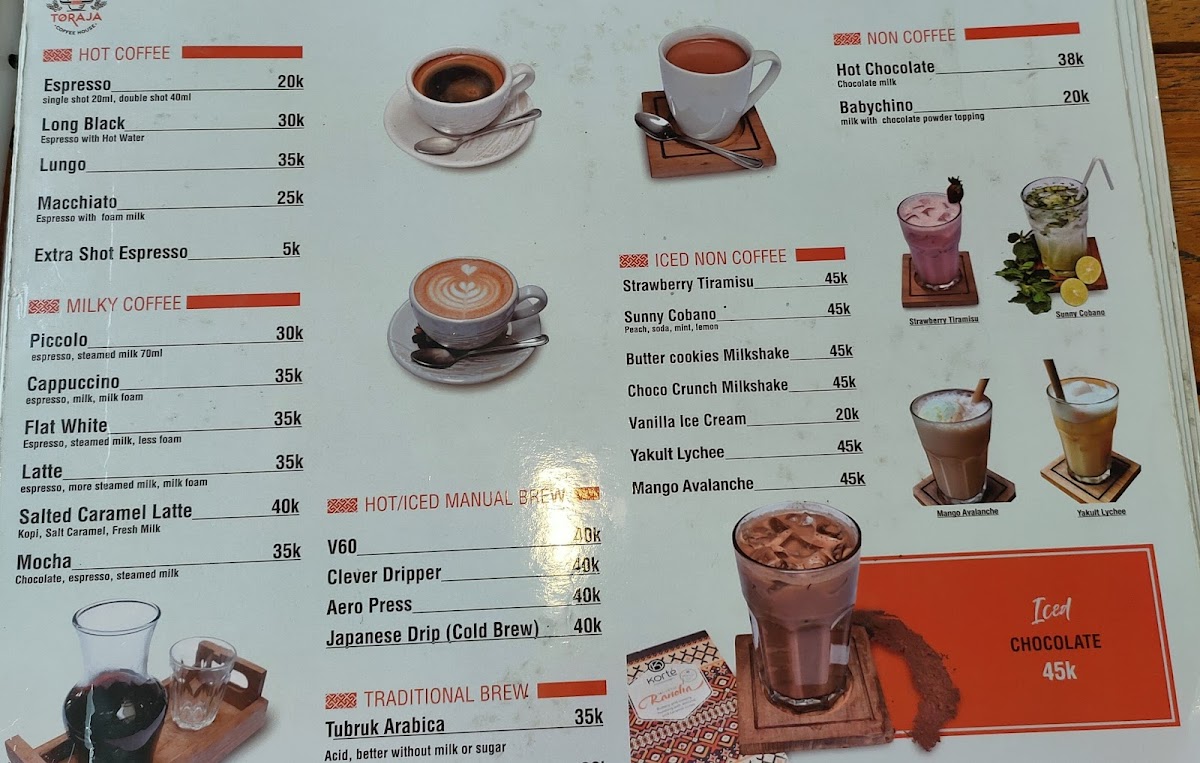 TORAJA
COFFEE HOUSE
HOT COFFEE
Espresso 20k
single shot 20ml, double shot 40ml
Long Black 30k
Espresso with Hot Water
Lungo 35k
Macchiato 25k
Espresso with foam milk
Extra Shot Espresso 5k
MILKY COFFEE
Piccolo 30k
espresso, steamed milk 70ml
Cappuccino 35k
espresso, milk, milk foam
Flat White 35k
Espresso, steamed milk, less foam
Latte 35k
espresso, more steamed milk, milk foam
Salted Caramel Latte 40k
Kopi, Salt Caramel, Fresh Milk
Mocha 35k
Chocolate, espresso, steamed milk
HOT/ICED MANUAL BREW
V60 40k
Clever Dripper 40k
Aero Press 40k
Japanese Drip (Cold Brew) 40k
TRADITIONAL BREW
Tubruk Arabica 35k
Acid, better without milk or sugar
NON COFFEE
Hot Chocolate 38k
Chocolate milk
Babychino 20k
milk with chocolate powder topping
ICED NON COFFEE
Strawberry Tiramisu 45k
Sunny Cobano 45k
Peach, soda, mint, lemon
Butter cookies Milkshake 45k
Choco Crunch Milkshake 45k
Vanilla Ice Cream 20k
Yakult Lychee 45k
Mango Avalanche 45k
Strawberry Tiramisu
Sunny Cobano
Mango Avalanche
Yakult Lychee
Korte
Ranolia
Iced
CHOCOLATE
45k